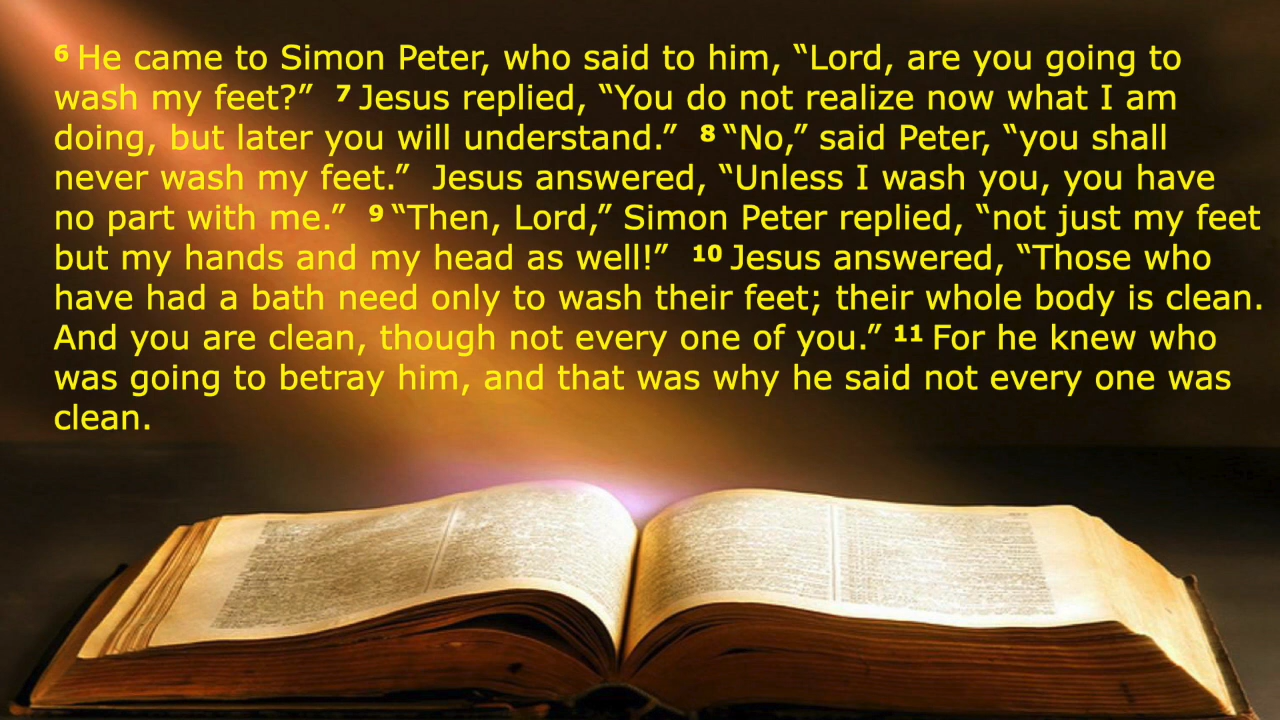 6 He came to Simon Peter, who said to him, “Lord, are you going to
wash my feet?” 7 Jesus replied, “You do not realize now what I am
doing, but later you will understand.” 8 “No,” said Peter, “you shall
never wash my feet.” Jesus answered, “Unless I wash you, you have
no part with me.” 9 “Then, Lord,” Simon Peter replied, “not just my feet
but my hands and my head as well!” 10 Jesus answered, “Those who
have had a bath need only to wash their feet; their whole body is clean.
And you are clean, though not every one of you.” 11 For he knew who
was going to betray him, and that was why he said not every one was
clean.